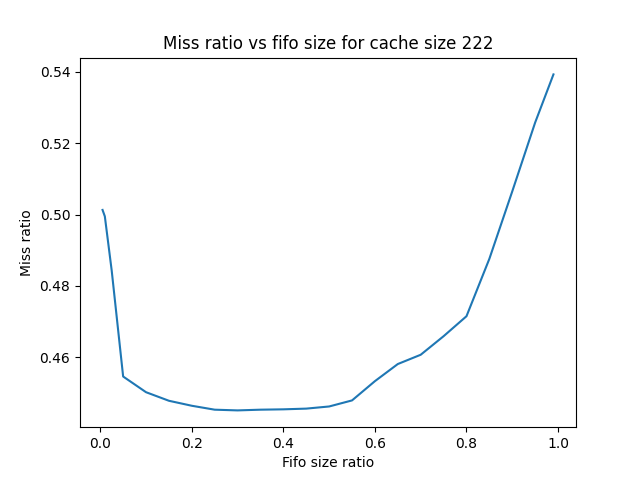 Miss ratio vs fifo size for cache size 222
0.54
0.52
0.50
0.48
0.46
Miss ratio
0.0 0.2 0.4 0.6 0.8 1.0
Fifo size ratio